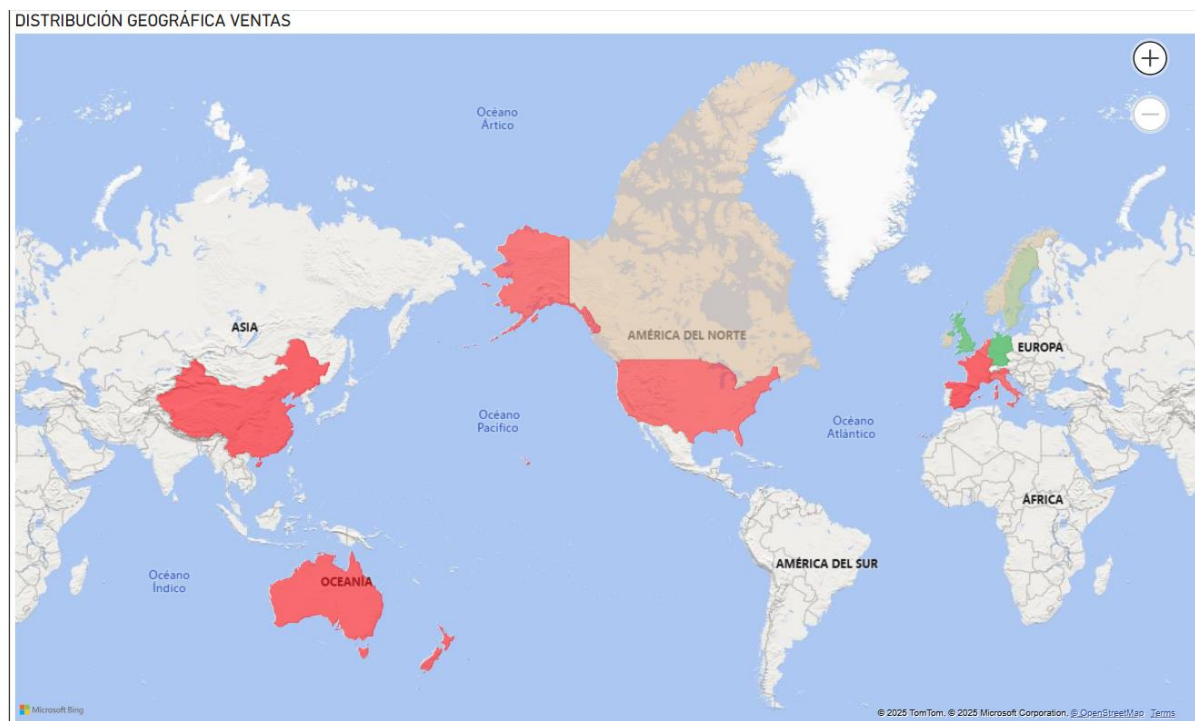 DISTRIBUCIÓN GEOGRÁFICA VENTAS
Océano
Ártico
ASIA
AMÉRICA DEL NORTE
EUROPA
Océano
Pacífico
Océano
Atlántico
ÁFRICA
AMÉRICA DEL SUR
Océano
Índico
OCEANÍA
Microsoft Bing
© 2025 TomTom, © 2025 Microsoft Corporation, © OpenStreetMap Terms